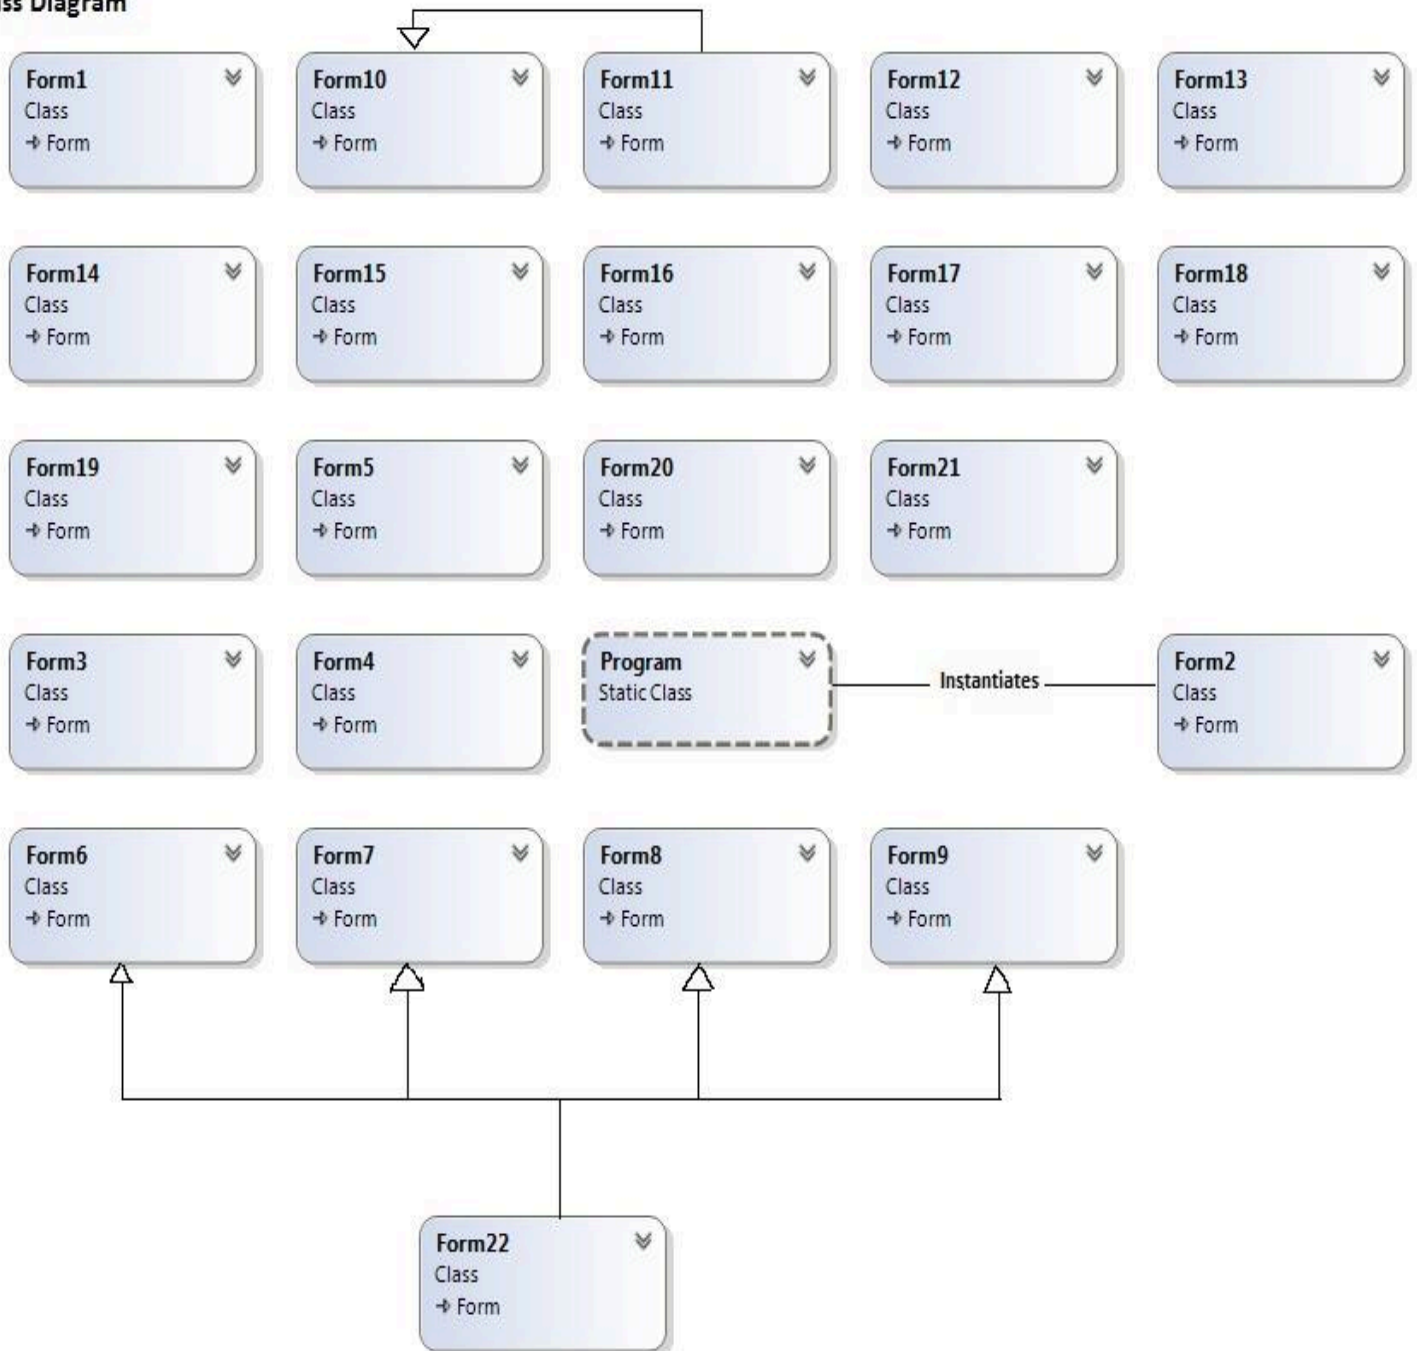 ss Diagram
Form1
Class
Form
Form10
Class
Form
Form11
Class
Form
Form12
Class
Form
Form13
Class
Form
Form14
Class
Form
Form15
Class
Form
Form16
Class
Form
Form17
Class
Form
Form18
Class
Form
Form19
Class
Form
Form5
Class
Form
Form20
Class
Form
Form21
Class
Form
Form3
Class
Form
Form4
Class
Form
Program
Static Class
Instantiates
Form2
Class
Form
Form6
Class
Form
Form7
Class
Form
Form8
Class
Form
Form9
Class
Form
Form22
Class
Form